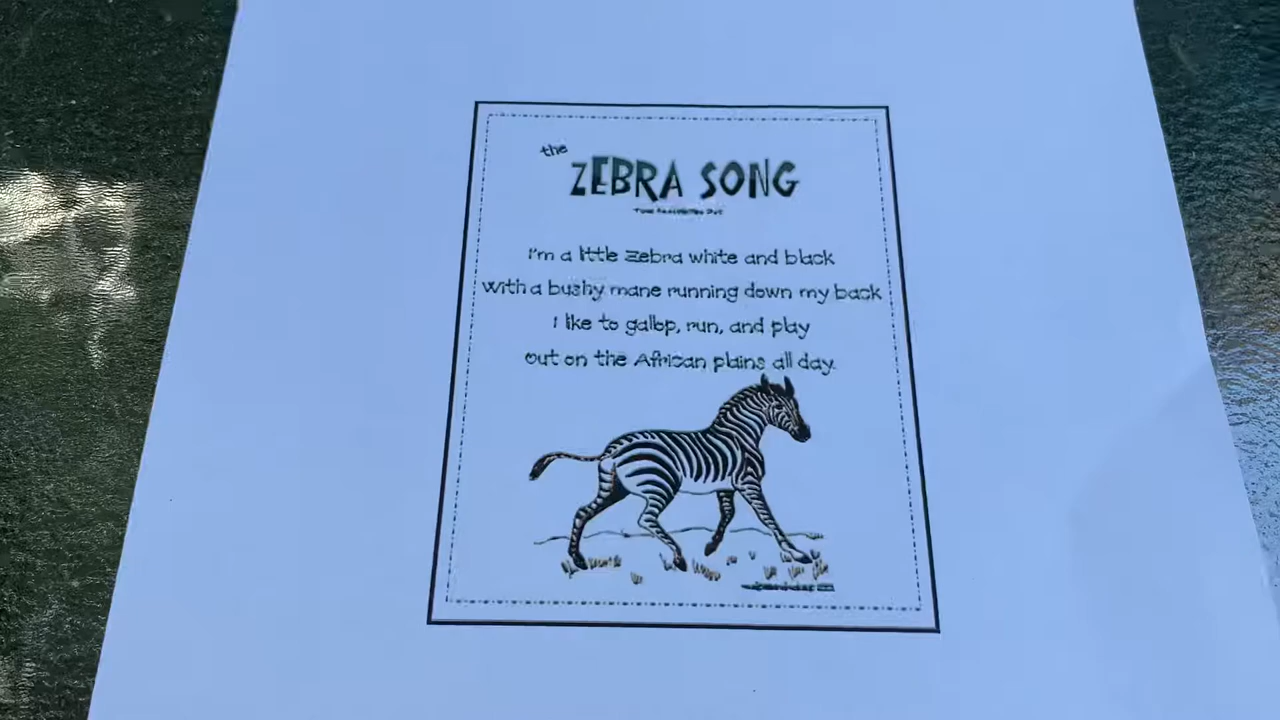 the
ZEBRA SONG
I'm a little zebra white and black
with a bushy mane running down my back
I like to gallop, run, and play
out on the African plains all day.